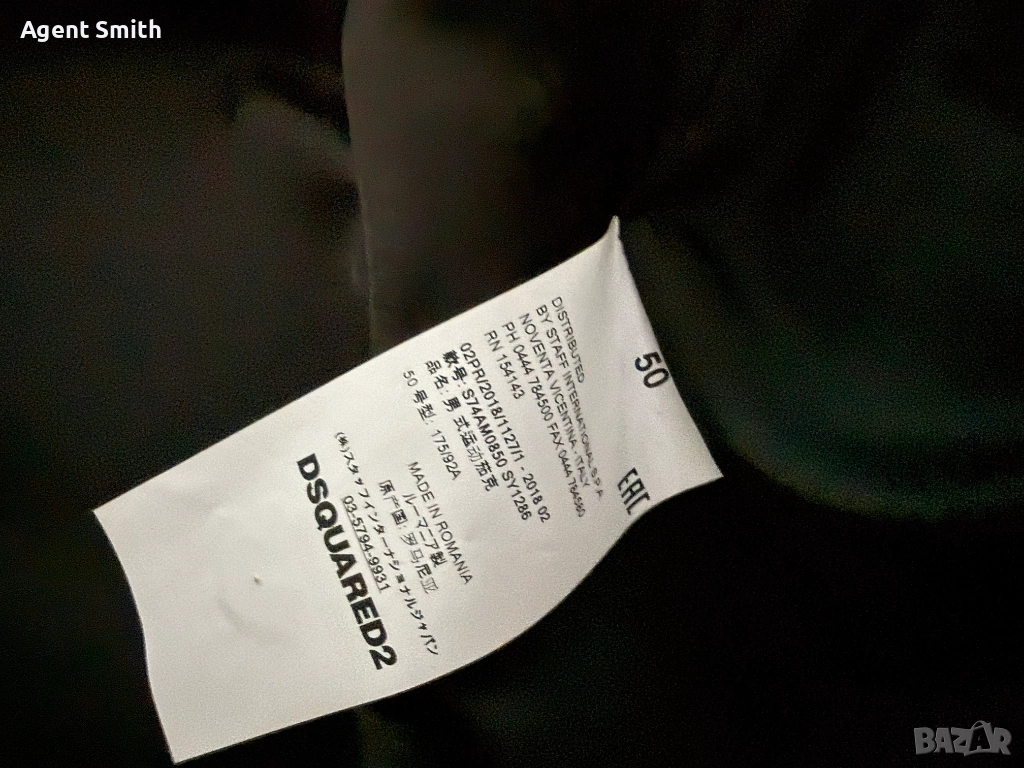 Agent Smith
50
EAC
DISTRIBUTED
BY STAFF INTERNATIONAL S.P.A
NOVENTA VICENTINA - ITALY
PH 0444 784500 FAX 0444 784560
RN 154143
02PR/2018/1127/1 - 2018 02
款号: S74AM0850 SY1286
品名: 男式运动茄克
50 号型: 175/92A
MADE IN ROMANIA
ルーマニア製
原产国: 罗马尼亚
(株)スタッフインターナショナルジャパン
03-5794-9931
DSQUARED2
BAZAR